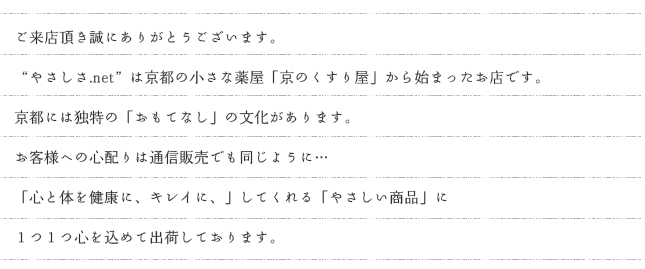 ご来店頂き誠にありがとうございます。
“やさしさ.net”は京都の小さな薬屋「京のくすり屋」から始まったお店です。
京都には独特の「おもてなし」の文化があります。
お客様への心配りは通信販売でも同じように…
「心と体を健康に、キレイに、」してくれる「やさしい商品」に
１つ１つ心を込めて出荷しております。